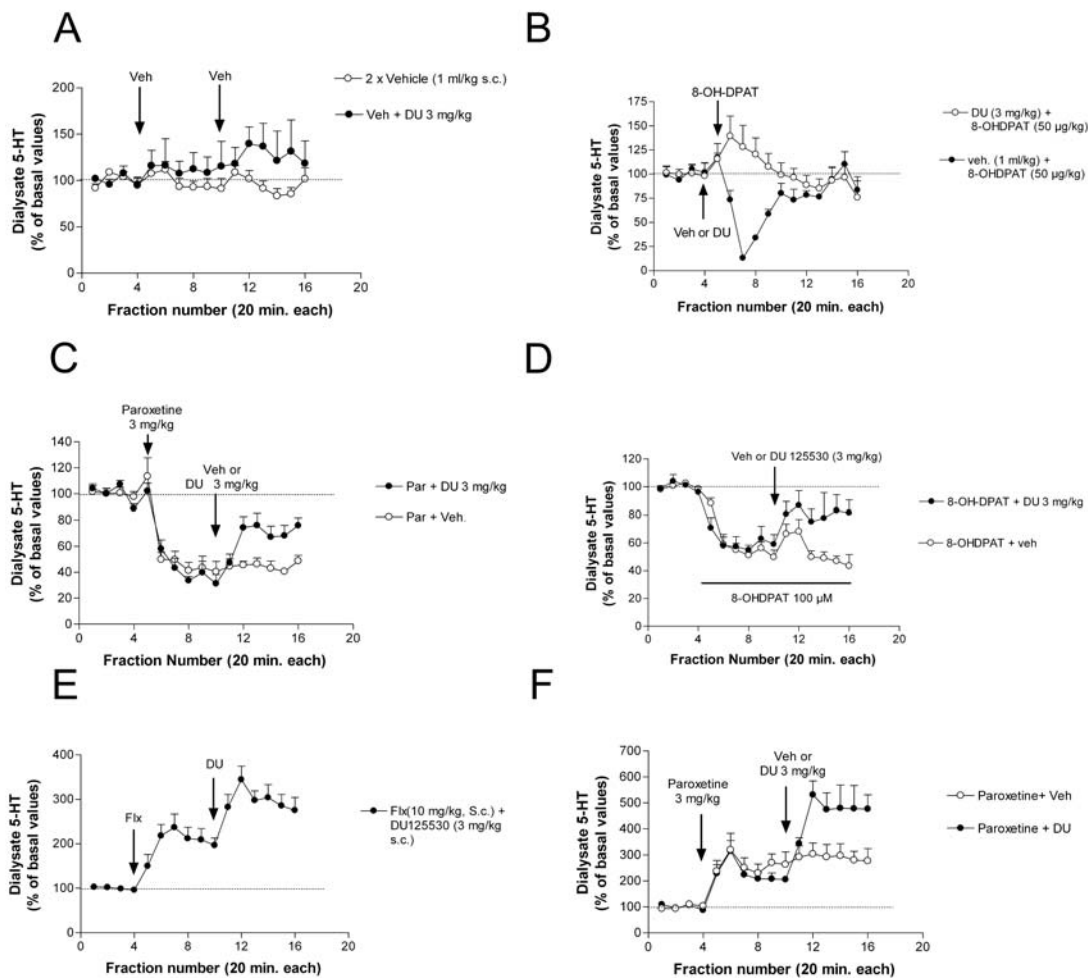 A
200
150
100
50
0
Dialysate 5-HT
(% of basal values)
Veh
Veh
0 4 8 12 16 20
Fraction number (20 min. each)
2 x Vehicle (1 ml/kg s.c.)
Veh + DU 3 mg/kg
B
175
150
125
100
75
50
25
0
Dialysate 5-HT
(% of basal values)
8-OH-DPAT
Veh or DU
0 4 8 12 16 20
Fraction number (20 min. each)
DU (3 mg/kg) +
8-OHDPAT (50 µg/kg)
veh. (1 ml/kg) +
8-OHDPAT (50 µg/kg)
C
140
120
100
80
60
40
20
0
Dialysate 5-HT
(% of basal values)
Paroxetine
3 mg/kg
Veh or
DU 3 mg/kg
0 4 8 12 16 20
Fraction Number (20 min. each)
Par + DU 3 mg/kg
Par + Veh.
D
120
100
80
60
40
20
0
Dialysate 5-HT
(% of basal values)
Veh or DU 125530 (3 mg/kg)
8-OHDPAT 100 µM
0 4 8 12 16 20
Fraction Number (20 min. each)
8-OH-DPAT + DU 3 mg/kg
8-OHDPAT + veh
E
400
300
200
100
0
Dialysate 5-HT
(% of basal values)
Flx
DU
0 4 8 12 16 20
Fraction Number (20 min. each)
Flx(10 mg/kg, S.c.) +
DU125530 (3 mg/kg
s.c.)
F
700
600
500
400
300
200
100
0
Dialysate 5-HT
(% of basal values)
Paroxetine
3 mg/kg
Veh or
DU 3 mg/kg
0 4 8 12 16 20
Fraction Number (20 min. each)
Paroxetine+ Veh
Paroxetine + DU